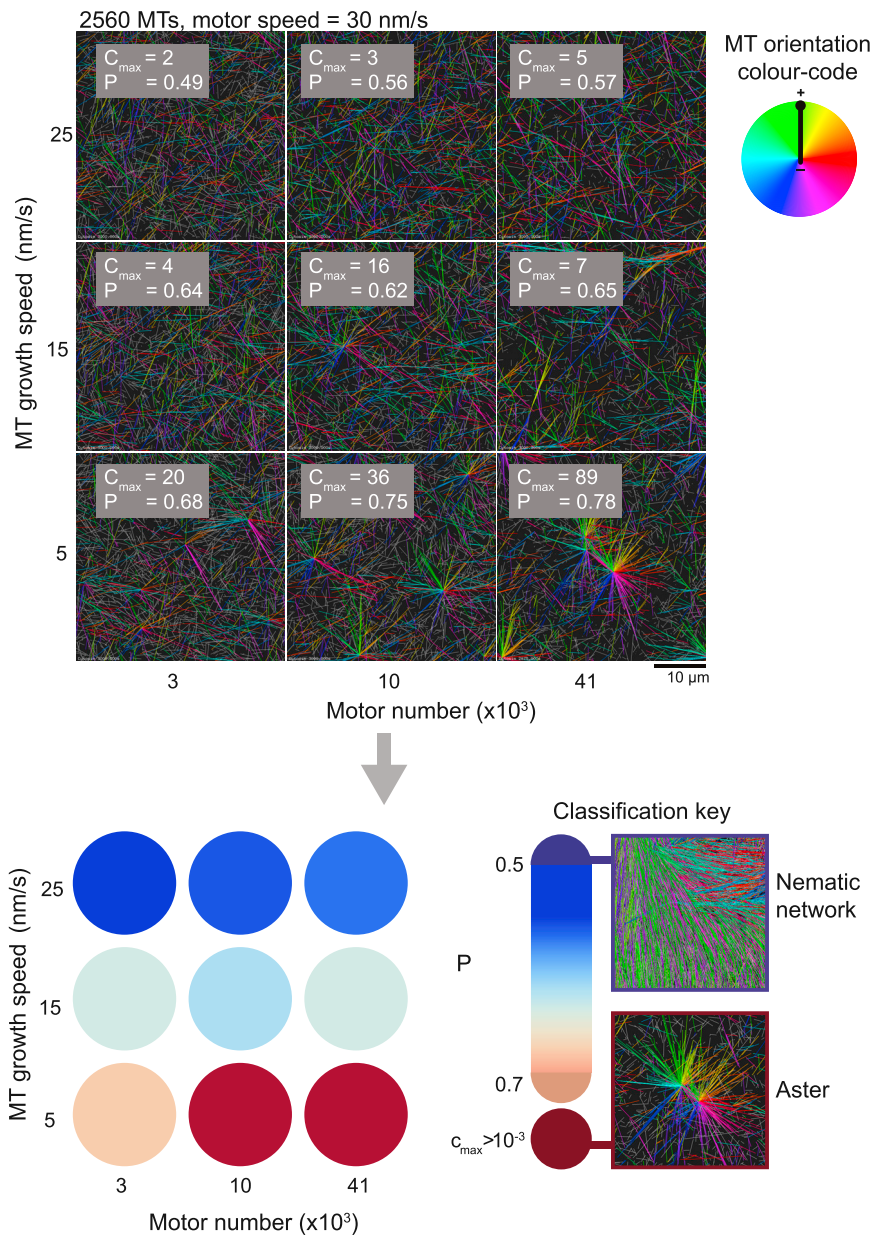 2560 MTs, motor speed = 30 nm/s
MT orientation
colour-code
+
–
MT growth speed (nm/s)
25
15
5
Cmax = 2
P = 0.49
Cmax = 3
P = 0.56
Cmax = 5
P = 0.57
Cmax = 4
P = 0.64
Cmax = 16
P = 0.62
Cmax = 7
P = 0.65
Cmax = 20
P = 0.68
Cmax = 36
P = 0.75
Cmax = 89
P = 0.78
3
10
41
10 µm
Motor number (x10³)
MT growth speed (nm/s)
25
15
5
3
10
41
Motor number (x10³)
Classification key
0.5
P
0.7
cmax>10⁻³
Nematic
network
Aster